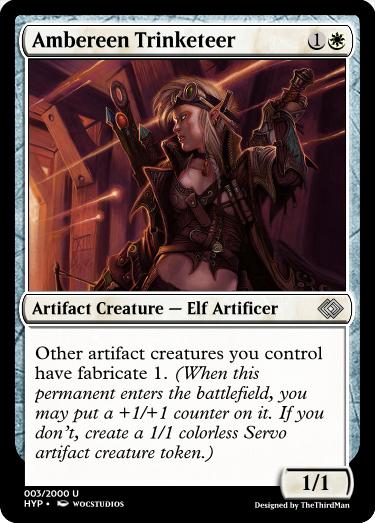 Ambereen Trinketeer 1
Artifact Creature — Elf Artificer
Other artifact creatures you control
have fabricate 1. (When this
permanent enters the battlefield, you
may put a +1/+1 counter on it. If you
don't, create a 1/1 colorless Servo
artifact creature token.)
1/1
003/2000 U
HYP • WOCSTUDIOS
Designed by TheThirdMan